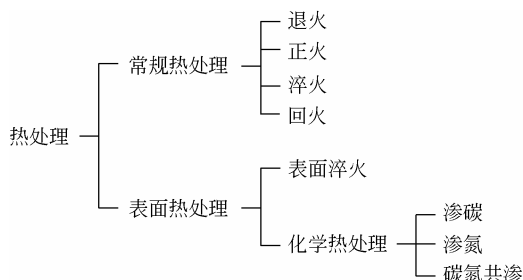 热处理
常规热处理
退火
正火
淬火
回火
表面热处理
表面淬火
化学热处理
渗碳
渗氮
碳氮共渗